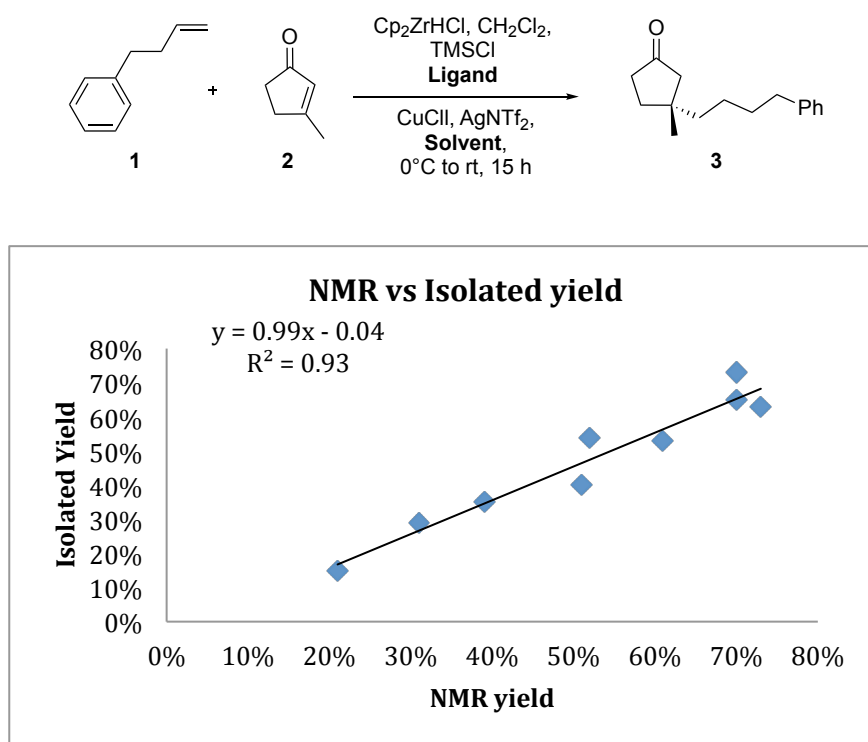 O
O
Cp2ZrHCl, CH2Cl2,
TMSCl
Ligand
+
CuCll, AgNTf2,
Solvent,
0°C to rt, 15 h
Ph
1
2
3
NMR vs Isolated yield
y = 0.99x - 0.04
R² = 0.93
80%
70%
60%
50%
40%
30%
20%
10%
0%
Isolated Yield
0% 10% 20% 30% 40% 50% 60% 70% 80%
NMR yield